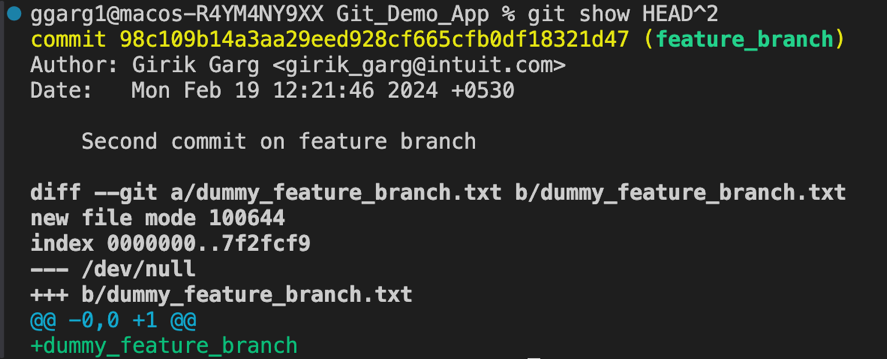 ggarg1@macos-R4YM4NY9XX Git_Demo_App % git show HEAD^2
commit 98c109b14a3aa29eed928cf665cfb0df18321d47 (feature_branch)
Author: Girik Garg <girik_garg@intuit.com>
Date:   Mon Feb 19 12:21:46 2024 +0530
    Second commit on feature branch
diff --git a/dummy_feature_branch.txt b/dummy_feature_branch.txt
new file mode 100644
index 0000000..7f2fcf9
--- /dev/null
+++ b/dummy_feature_branch.txt
@@ -0,0 +1 @@
+dummy_feature_branch